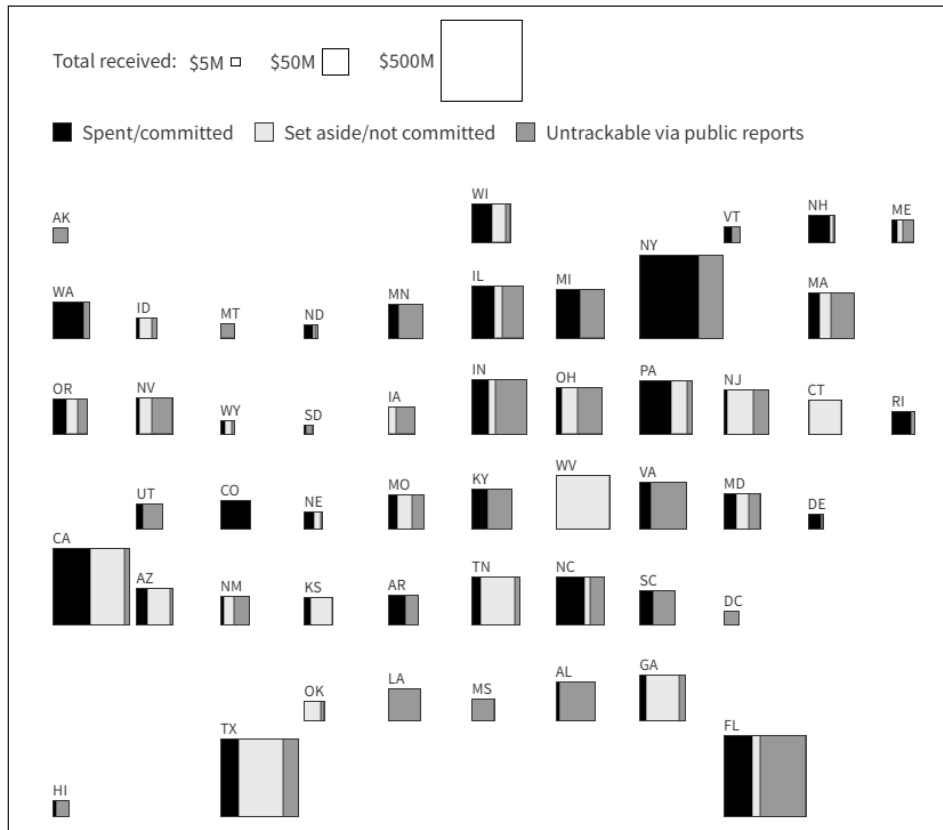 Total received: $5M $50M $500M
Spent/committed Set aside/not committed Untrackable via public reports
AK WI VT NH ME
WA ID MT ND MN IL MI NY MA
OR NV WY SD IA IN OH PA NJ CT RI
UT CO NE MO KY WV VA MD DE
CA AZ NM KS AR TN NC SC DC
OK LA MS AL GA
TX FL
HI